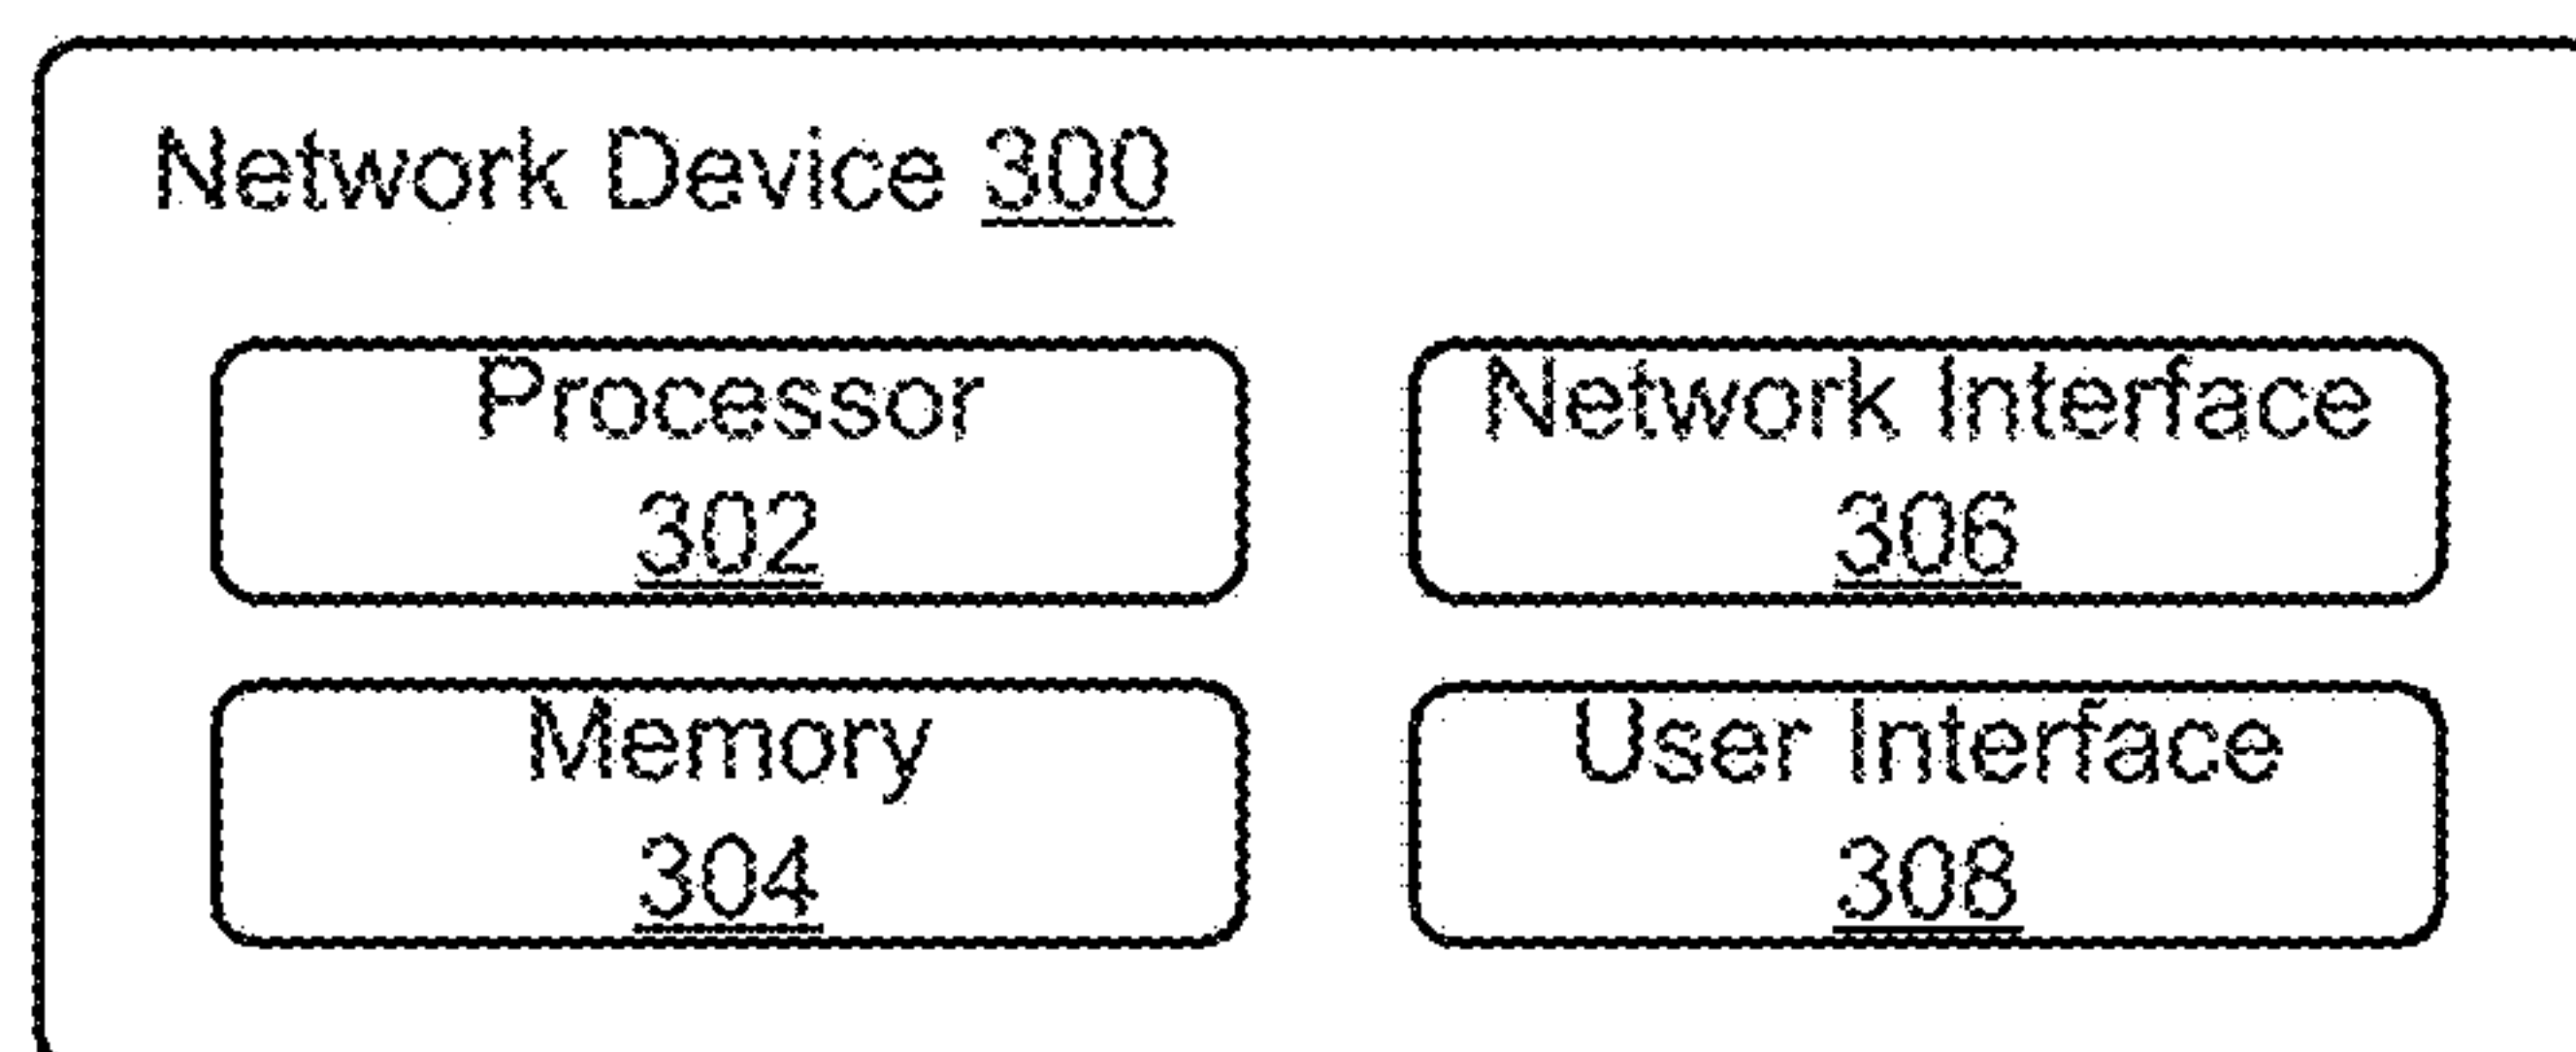 Network Device 300
Processor
302
Network Interface
306
Memory
304
User Interface
308